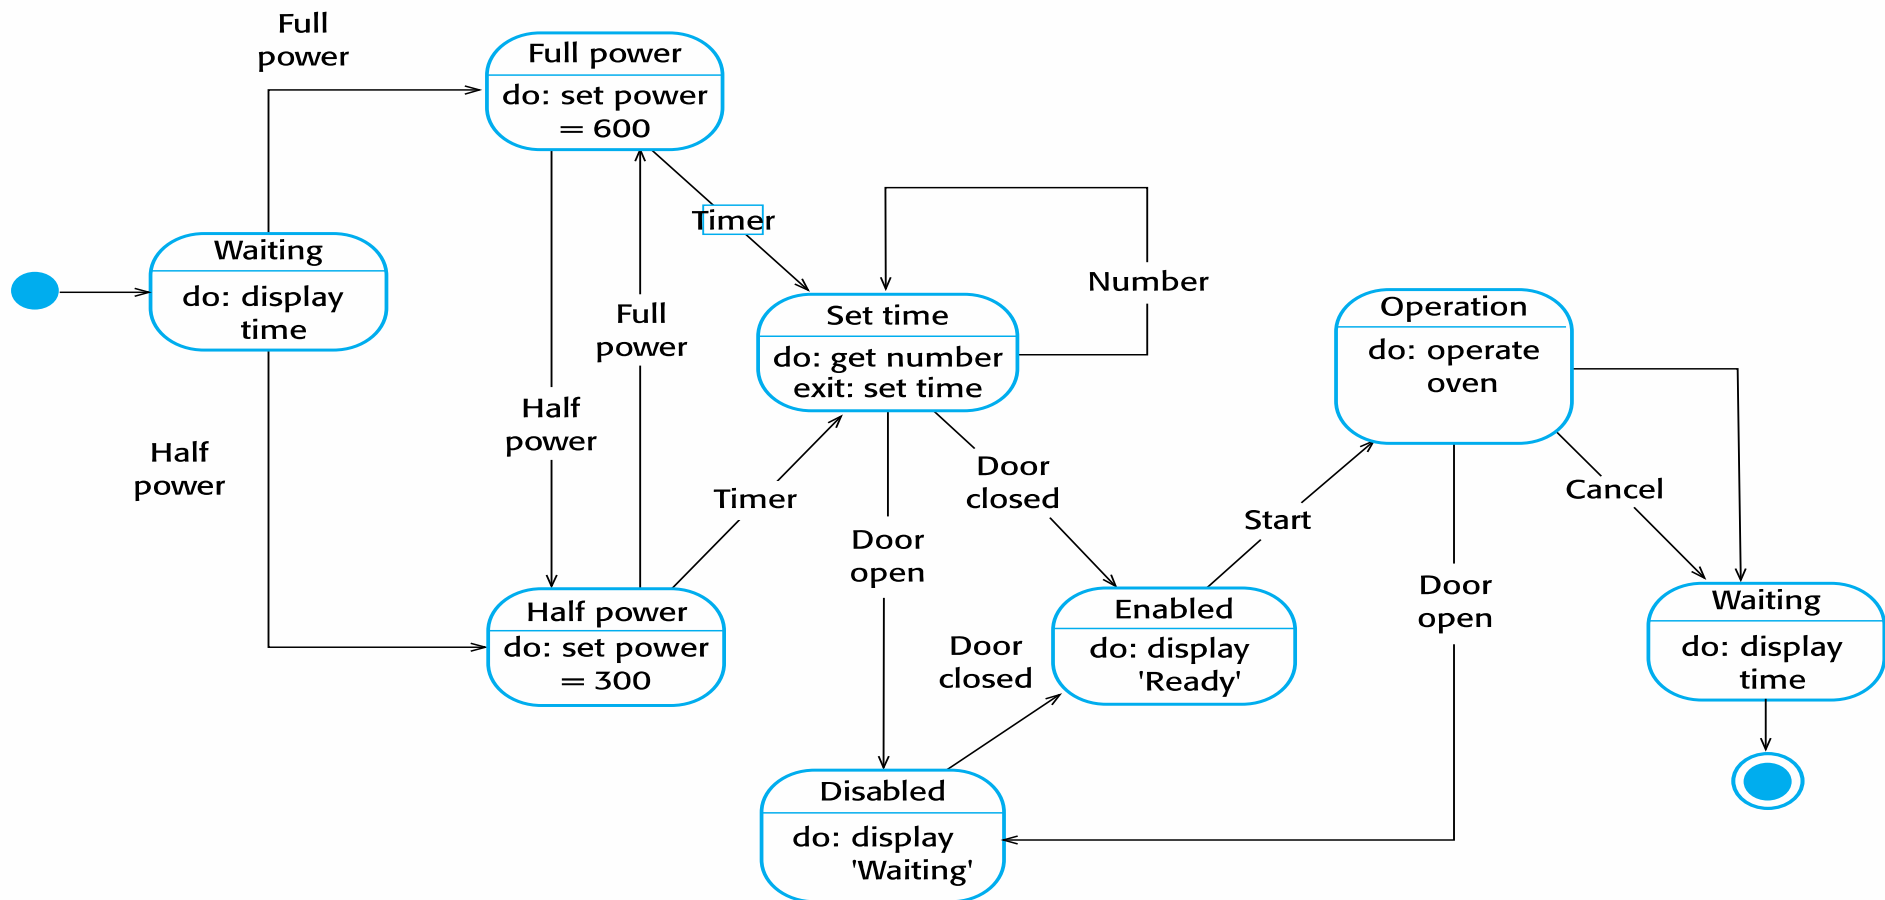 Full
power
Full power
do: set power
= 600
Timer
Waiting
do: display
time
Number
Full
power
Set time
do: get number
exit: set time
Operation
do: operate
oven
Half
power
Half
power
Timer
Door
closed
Door
open
Start
Cancel
Door
open
Half power
do: set power
= 300
Enabled
do: display
'Ready'
Door
closed
Waiting
do: display
time
Disabled
do: display
'Waiting'